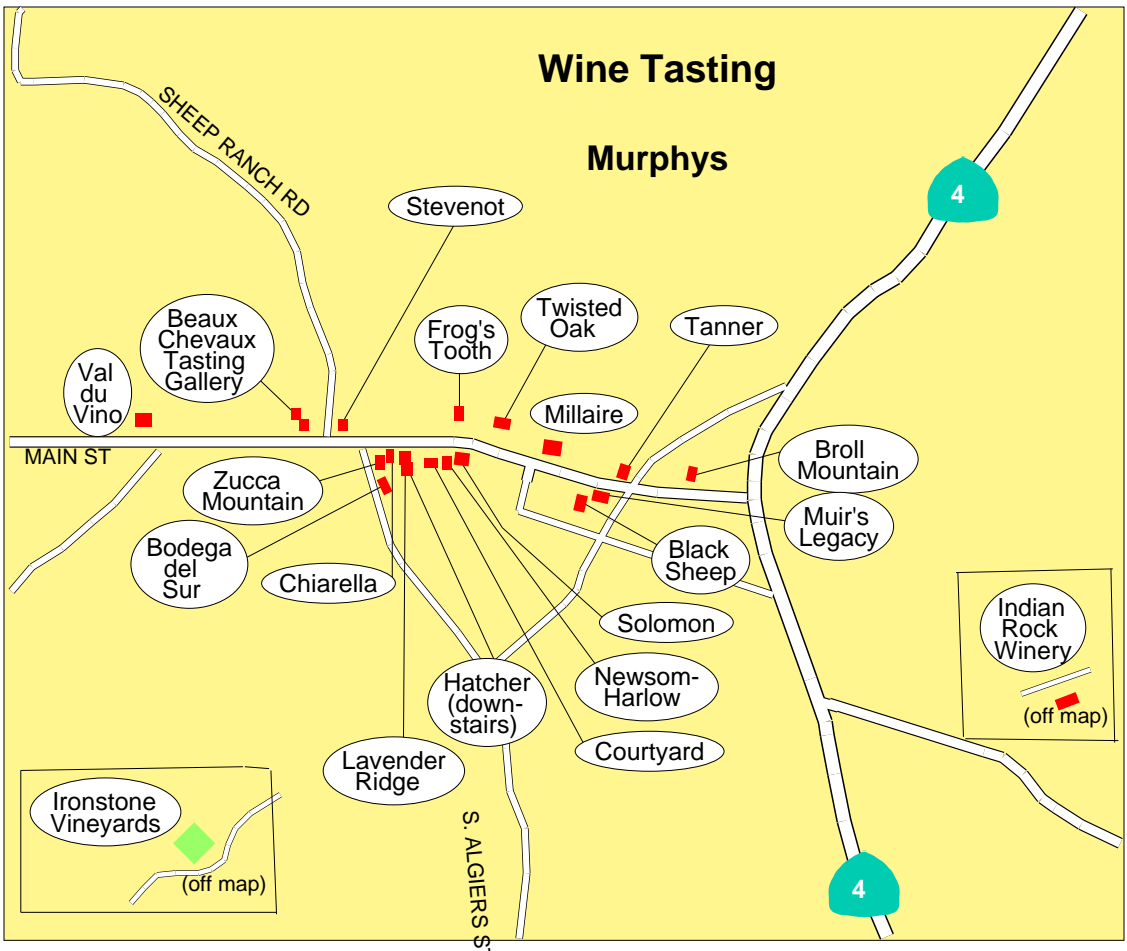 Wine Tasting
Murphys
4
SHEEP RANCH RD
Stevenot
Beaux
Chevaux
Tasting
Gallery
Frog's
Tooth
Twisted
Oak
Tanner
Val
du
Vino
Millaire
MAIN ST
Zucca
Mountain
Broll
Mountain
Muir's
Legacy
Bodega
del
Sur
Chiarella
Black
Sheep
Solomon
Indian
Rock
Winery
(off map)
Hatcher
(down-
stairs)
Newsom-
Harlow
Lavender
Ridge
Courtyard
Ironstone
Vineyards
(off map)
S. ALGIERS ST
4